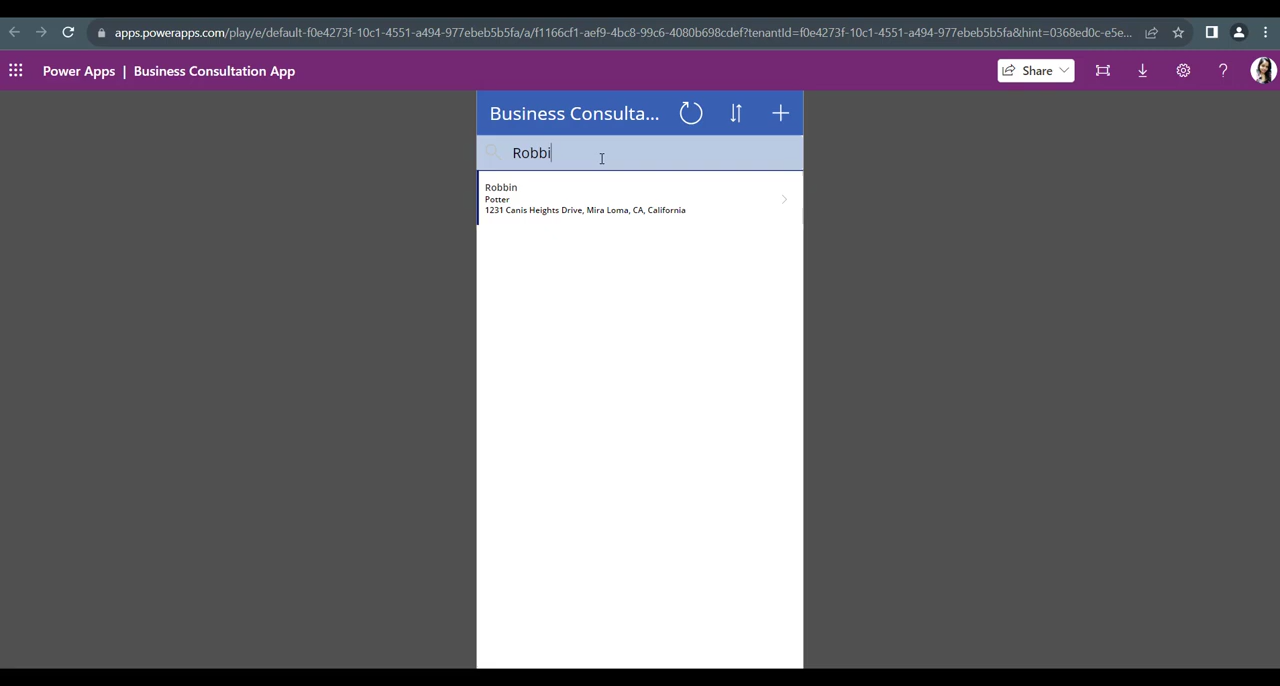 apps.powerapps.com/play/e/default-f0e4273f-10c1-4551-a494-977ebeb5b5fa/a/f1166cf1-aef9-4bc8-99c6-4080b698cdef?tenantId=f0e4273f-10c1-4551-a494-977ebeb5b5fa&hint=0368ed0c-e5e...
Power Apps | Business Consultation App
Share
Business Consulta...
Robbi
Robbin
Potter
1231 Canis Heights Drive, Mira Loma, CA, California